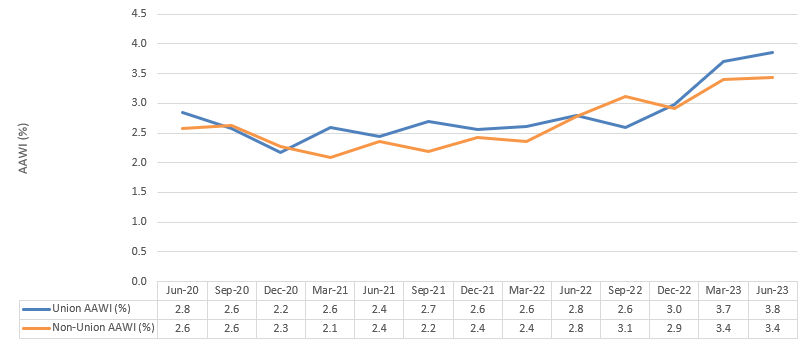 4.5
4.0
3.5
3.0
2.5
2.0
1.5
1.0
0.5
0.0
AAWI (%)
Jun-20 Sep-20 Dec-20 Mar-21 Jun-21 Sep-21 Dec-21 Mar-22 Jun-22 Sep-22 Dec-22 Mar-23 Jun-23
Union AAWI (%) 2.8 2.6 2.2 2.6 2.4 2.7 2.6 2.6 2.8 2.6 3.0 3.7 3.8
Non-Union AAWI (%) 2.6 2.6 2.3 2.1 2.4 2.2 2.4 2.4 2.8 3.1 2.9 3.4 3.4